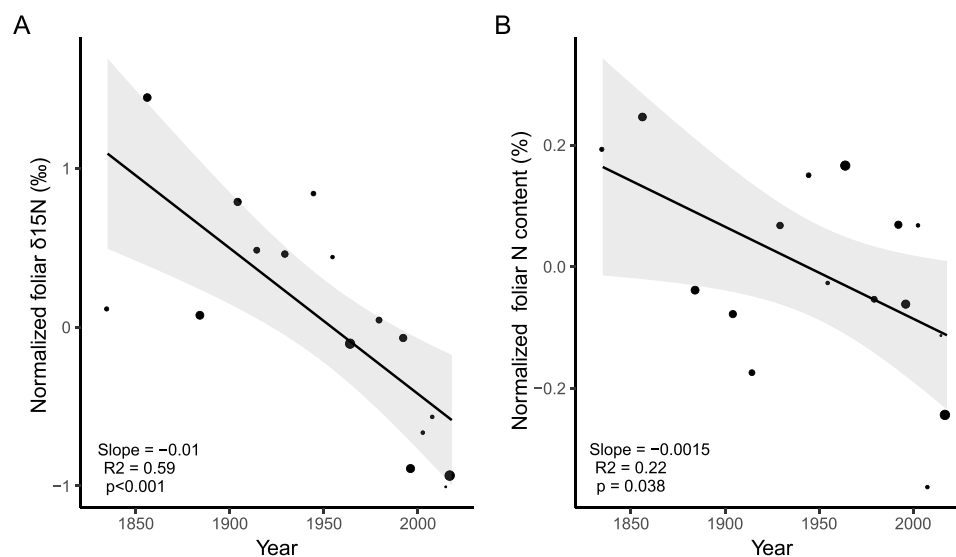 A
Normalized foliar δ15N (‰)
1
0
−1
Slope = −0.01
R2 = 0.59
p<0.001
1850 1900 1950 2000
Year
B
Normalized  foliar N content (%)
0.2
0.0
−0.2
Slope = −0.0015
R2 = 0.22
p = 0.038
1850 1900 1950 2000
Year